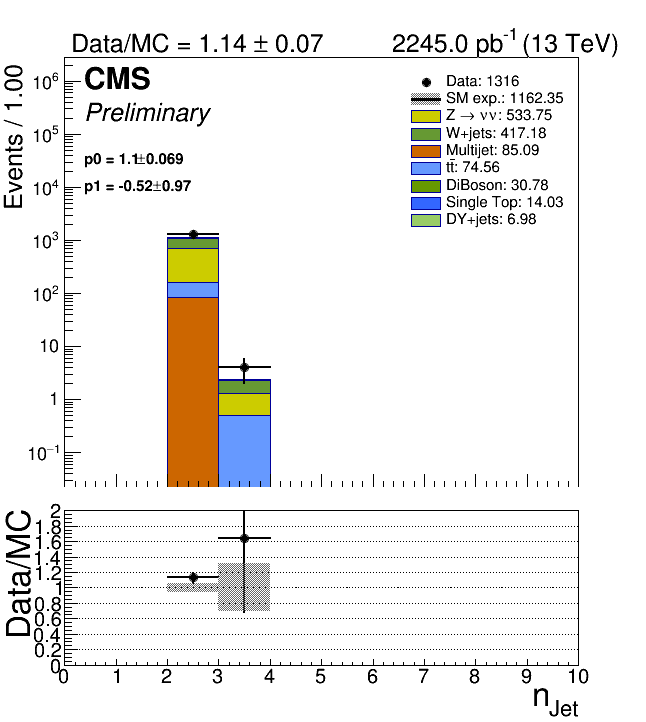 Data/MC = 1.14 ± 0.07
2245.0 pb⁻¹ (13 TeV)
Events / 1.00
CMS
Preliminary
p0 = 1.1±0.069
p1 = -0.52±0.97
Data: 1316
SM exp.: 1162.35
Z → νν: 533.75
W+jets: 417.18
Multijet: 85.09
tt̄: 74.56
DiBoson: 30.78
Single Top: 14.03
DY+jets: 6.98
10⁶
10⁵
10⁴
10³
10²
10
1
10⁻¹
Data/MC
2
1.8
1.6
1.4
1.2
1
0.8
0.6
0.4
0.2
0
0 1 2 3 4 5 6 7 8 9 10
n_Jet